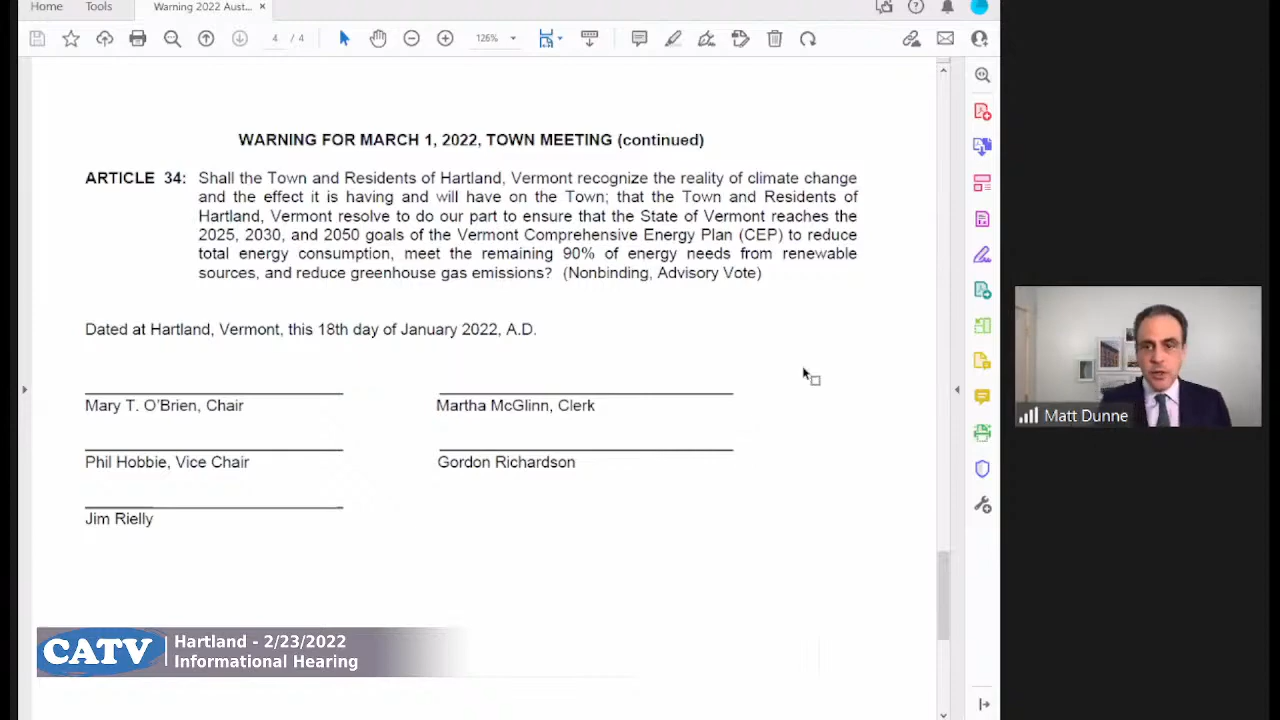 Home Tools Warning 2022 Aust... ×
4 / 4 126%
WARNING FOR MARCH 1, 2022, TOWN MEETING (continued)
ARTICLE 34: Shall the Town and Residents of Hartland, Vermont recognize the reality of climate change
and the effect it is having and will have on the Town; that the Town and Residents of
Hartland, Vermont resolve to do our part to ensure that the State of Vermont reaches the
2025, 2030, and 2050 goals of the Vermont Comprehensive Energy Plan (CEP) to reduce
total energy consumption, meet the remaining 90% of energy needs from renewable
sources, and reduce greenhouse gas emissions? (Nonbinding, Advisory Vote)
Dated at Hartland, Vermont, this 18th day of January 2022, A.D.
Mary T. O'Brien, Chair Martha McGlinn, Clerk
Phil Hobbie, Vice Chair Gordon Richardson
Jim Rielly
Matt Dunne
CATV Hartland - 2/23/2022
Informational Hearing